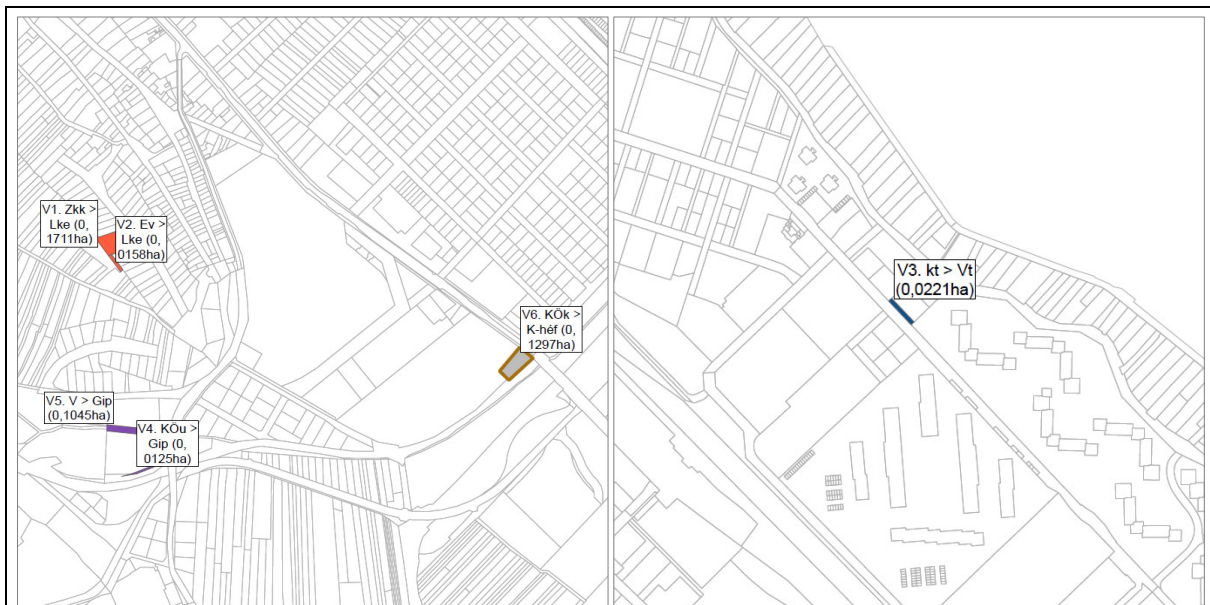 V1. Zkk >
Lke (0,
1711ha)
V2. Ev >
Lke (0,
0158ha)
V6. KÖk >
K-héf (0,
1297ha)
V5. V > Gip
(0,1045ha)
V4. KÖu >
Gip (0,
0125ha)
V3. kt > Vt
(0,0221ha)